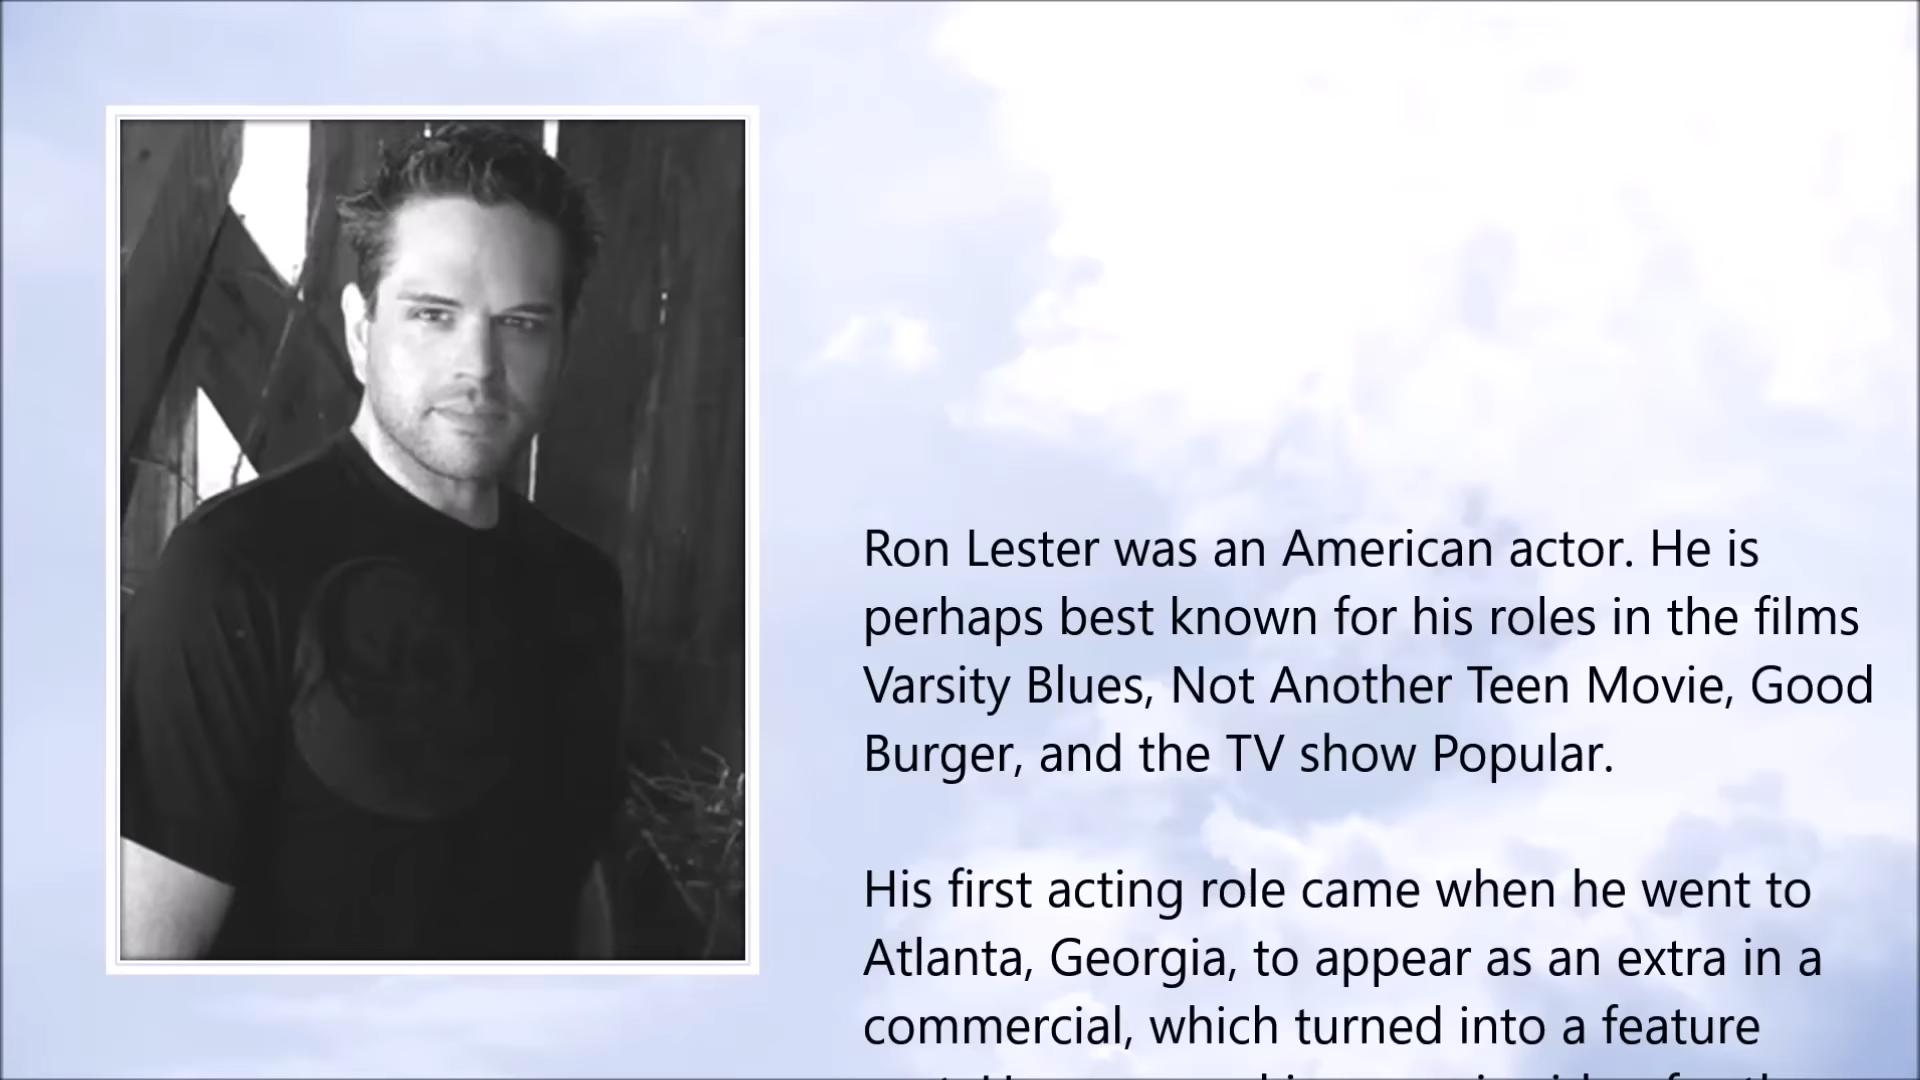 Ron Lester was an American actor. He is
perhaps best known for his roles in the films
Varsity Blues, Not Another Teen Movie, Good
Burger, and the TV show Popular.
His first acting role came when he went to
Atlanta, Georgia, to appear as an extra in a
commercial, which turned into a feature